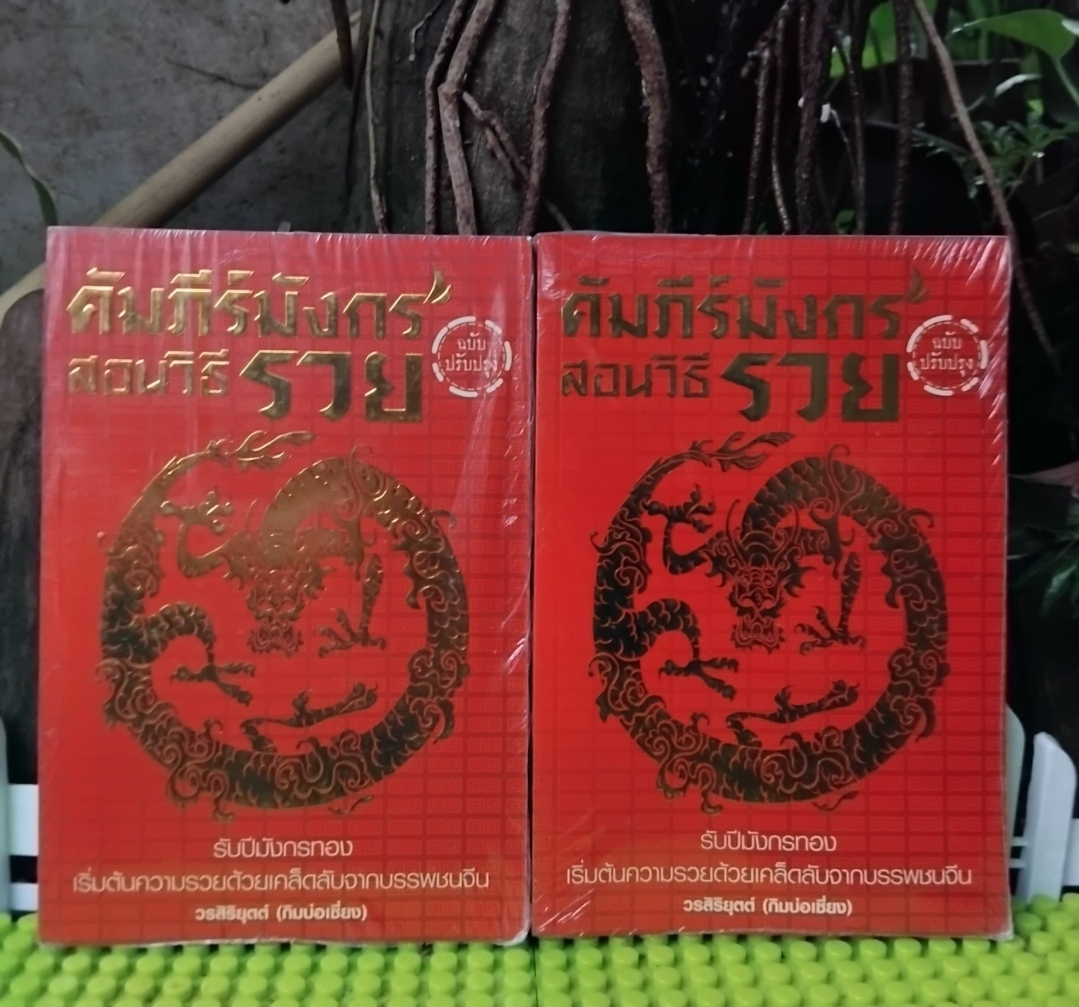 คัมภีร์มังกร
สอนวิธี รวย
ฉบับ
ปรับปรุง
รับปีมังกรทอง
เริ่มต้นความรวยด้วยเคล็ดลับจากบรรพชนจีน
วรสิริยุตต์ (กิมบ่อเซี่ยง)
คัมภีร์มังกร
สอนวิธี รวย
ฉบับ
ปรับปรุง
รับปีมังกรทอง
เริ่มต้นความรวยด้วยเคล็ดลับจากบรรพชนจีน
วรสิริยุตต์ (กิมบ่อเซี่ยง)